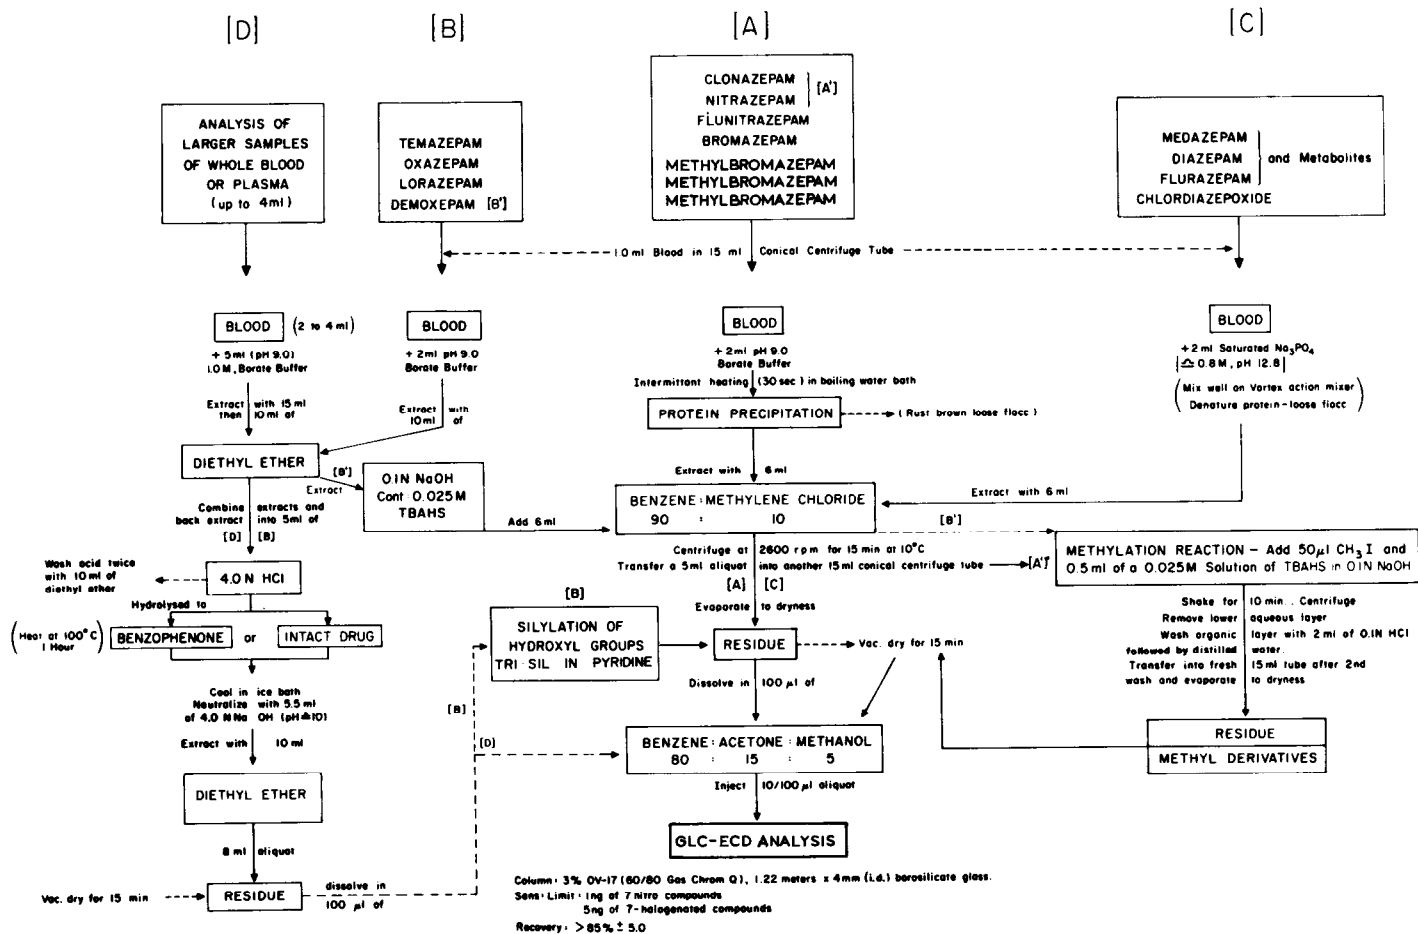 [D]
[B]
[A]
[C]
ANALYSIS OF
LARGER SAMPLES
OF WHOLE BLOOD
OR PLASMA
(up to 4ml)
TEMAZEPAM
OXAZEPAM
LORAZEPAM
DEMOXEPAM [B']
CLONAZEPAM
NITRAZEPAM
[A']
FLUNITRAZEPAM
BROMAZEPAM
METHYLBROMAZEPAM
METHYLBROMAZEPAM
METHYLBROMAZEPAM
MEDAZEPAM
DIAZEPAM
FLURAZEPAM
and Metabolites
CHLORDIAZEPOXIDE
1.0 ml Blood in 15 ml Conical Centrifuge Tube
BLOOD (2 to 4 ml)
+ 5ml (pH 9.0)
1.0 M, Borate Buffer
Extract with 15 ml
then 10 ml of
DIETHYL ETHER
BLOOD
+ 2ml pH 9.0
Borate Buffer
Extract with
10 ml of
[B']
Extract
0.1N NaOH
Cont. 0.025 M
TBAHS
Add 6 ml
BLOOD
+ 2ml pH 9.0
Borate Buffer
Intermittant heating (30 sec) in boiling water bath
PROTEIN PRECIPITATION
(Rust brown loose flocc)
Extract with 6 ml
BENZENE : METHYLENE CHLORIDE
90 : 10
BLOOD
+ 2 ml Saturated Na3PO4
[≏ 0.8 M, pH 12.8]
(Mix well on Vortex action mixer
Denature protein-loose flocc)
Extract with 6 ml
[B']
Combine extracts and
back extract into 5ml of
[D] [B]
Wash acid twice
with 10 ml of
diethyl ether
4.0 N HCl
Hydrolysed to
(Heat at 100°C
1 Hour)
BENZOPHENONE or INTACT DRUG
Cool in ice bath
Neutralize with 5.5 ml
of 4.0 N Na OH (pH≏10)
Extract with 10 ml
DIETHYL ETHER
8 ml aliquot
Vac. dry for 15 min
RESIDUE
dissolve in
100 µl of
Centrifuge at 2600 rpm for 15 min at 10°C
Transfer a 5ml aliquot into another 15 ml conical centrifuge tube
[A']
[A] [C]
Evaporate to dryness
[B]
SILYLATION OF
HYDROXYL GROUPS
TRI-SIL IN PYRIDINE
RESIDUE
Vac. dry for 15 min
Dissolve in 100 µl of
[B]
[D]
BENZENE : ACETONE : METHANOL
80 : 15 : 5
Inject 10/100 µl aliquot
GLC-ECD ANALYSIS
METHYLATION REACTION – Add 50µl CH3 I and
0.5 ml of a 0.025M Solution of TBAHS in 0.1N NaOH
Shake for 10 min.. Centrifuge
Remove lower aqueous layer
Wash organic layer with 2 ml of 0.1N HCl
followed by distilled water.
Transfer into fresh 15 ml tube after 2nd
wash and evaporate to dryness
RESIDUE
METHYL DERIVATIVES
Column : 3% OV-17 (60/80 Gas Chrom Q), 1.22 meters x 4mm (i.d.) borosilicate glass.
Sens: Limit : 1ng of 7 nitro compounds
5ng of 7-halogenated compounds
Recovery : > 85% ± 5.0